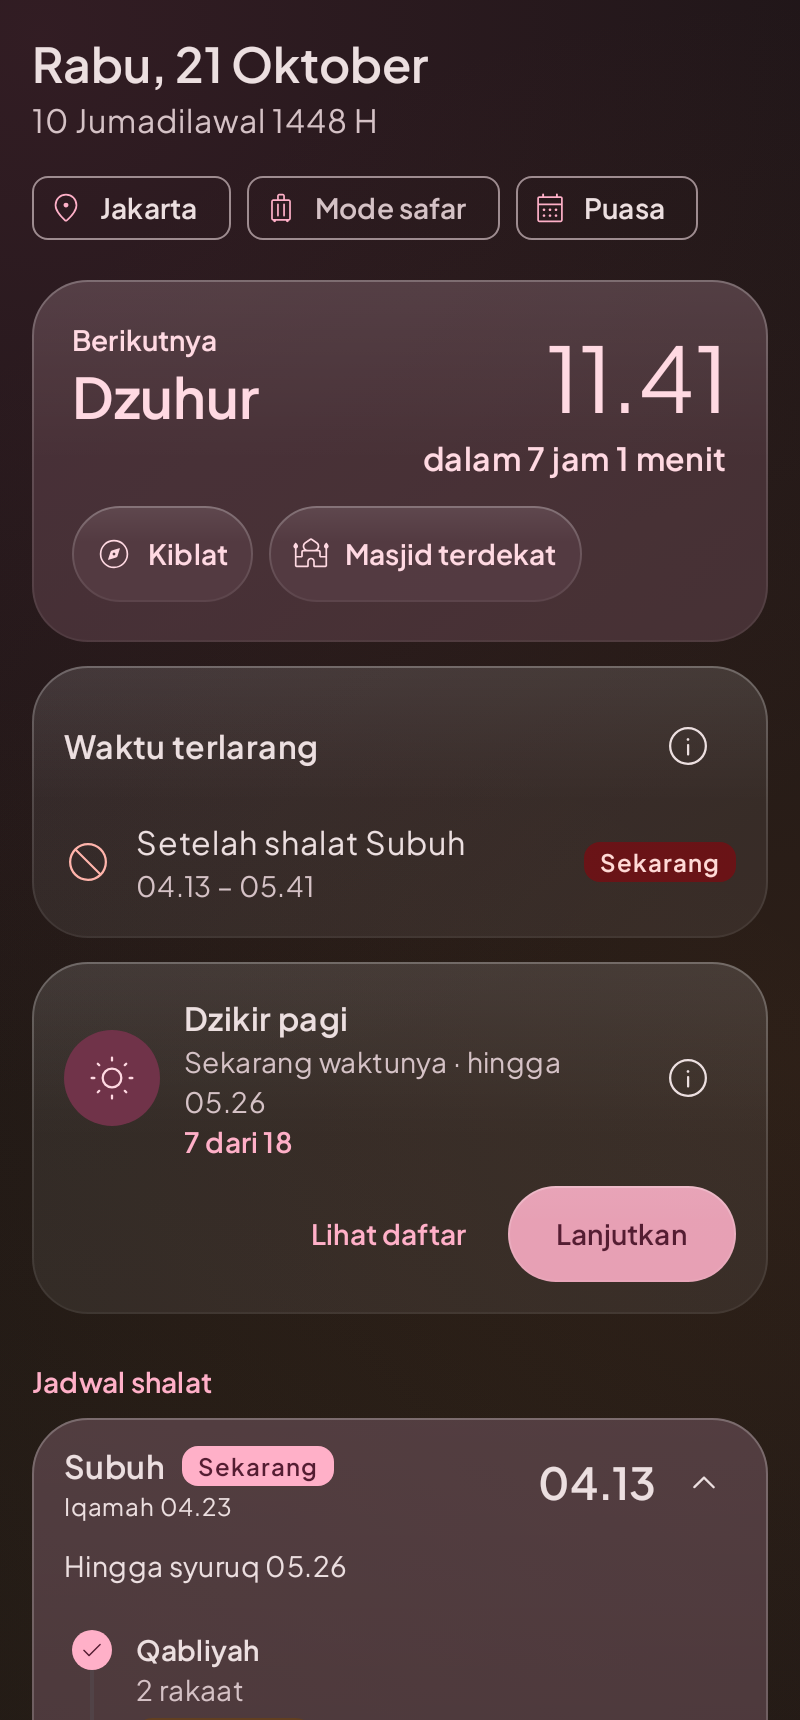 Rabu, 21 Oktober
10 Jumadilawal 1448 H
Jakarta
Mode safar
Puasa
Berikutnya
Dzuhur
11.41
dalam 7 jam 1 menit
Kiblat
Masjid terdekat
Waktu terlarang
Setelah shalat Subuh
04.13 – 05.41
Sekarang
Dzikir pagi
Sekarang waktunya · hingga
05.26
7 dari 18
Lihat daftar
Lanjutkan
Jadwal shalat
Subuh
Sekarang
Iqamah 04.23
04.13
Hingga syuruq 05.26
Qabliyah
2 rakaat